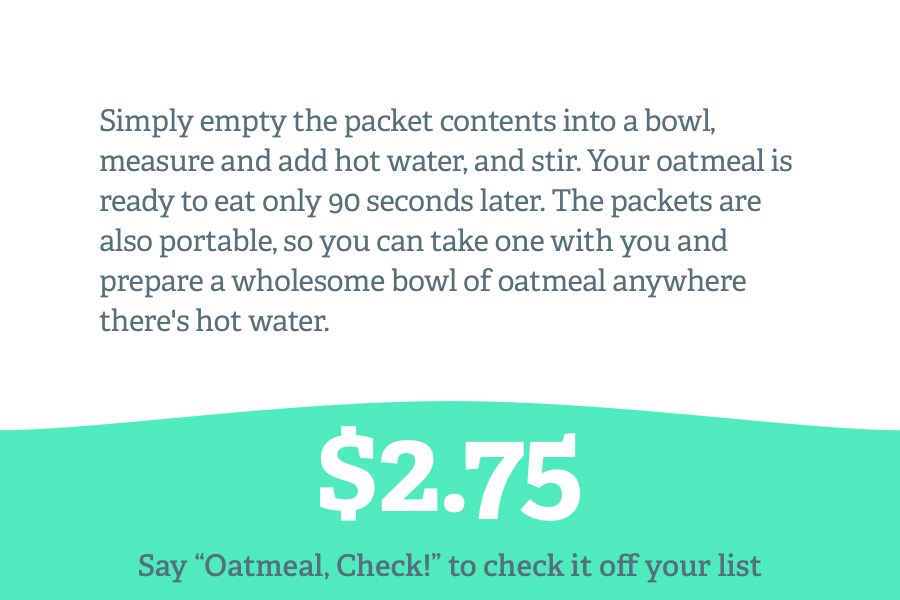 Simply empty the packet contents into a bowl,
measure and add hot water, and stir. Your oatmeal is
ready to eat only 90 seconds later. The packets are
also portable, so you can take one with you and
prepare a wholesome bowl of oatmeal anywhere
there's hot water.
$2.75
Say “Oatmeal, Check!” to check it off your list